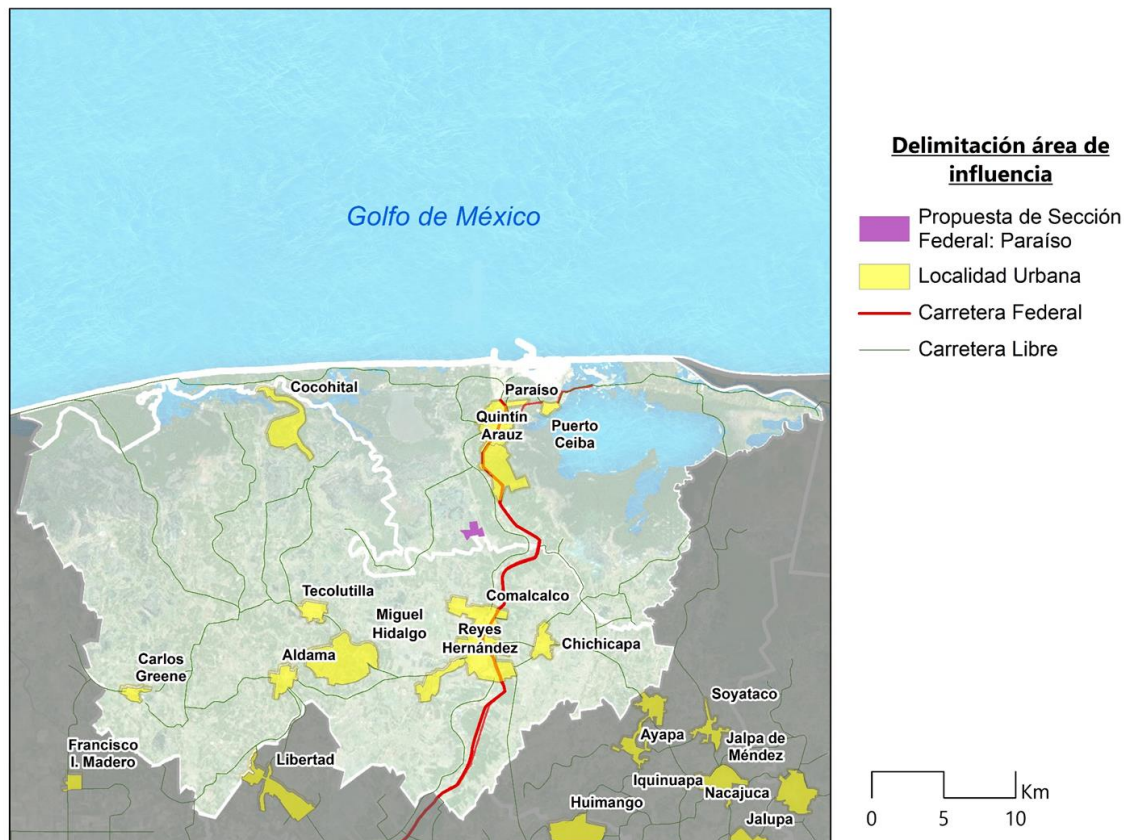 Golfo de México
Cocohital
Paraíso
Quintín
Arauz
Puerto
Ceiba
Tecolutilla
Miguel
Hidalgo
Comalcalco
Reyes
Hernández
Chichicapa
Aldama
Carlos
Greene
Soyataco
Ayapa
Jalpa de
Méndez
Francisco
I. Madero
Libertad
Iquinuapa
Nacajuca
Huimango
Jalupa
Delimitación área de
influencia
Propuesta de Sección
Federal: Paraíso
Localidad Urbana
Carretera Federal
Carretera Libre
Km
0 5 10